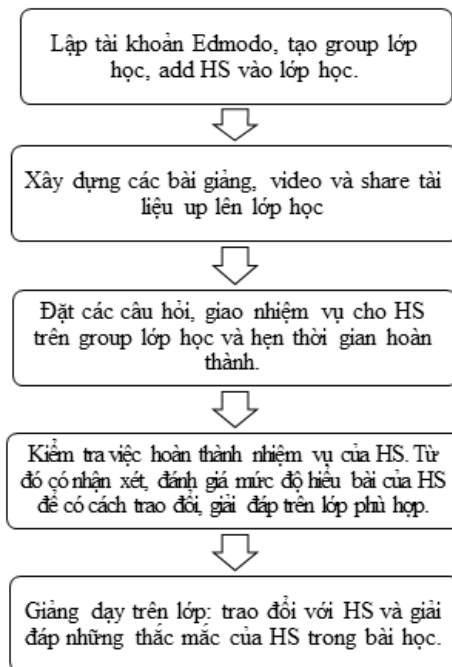 Lập tài khoản Edmodo, tạo group lớp
học, add HS vào lớp học.
Xây dựng các bài giảng, video và share tài
liệu up lên lớp học
Đặt các câu hỏi, giao nhiệm vụ cho HS
trên group lớp học và hẹn thời gian hoàn
thành.
Kiểm tra việc hoàn thành nhiệm vụ của HS. Từ
đó có nhận xét, đánh giá mức độ hiểu bài của HS
để có cách trao đổi, giải đáp trên lớp phù hợp.
Giảng dạy trên lớp: trao đổi với HS và giải
đáp những thắc mắc của HS trong bài học.